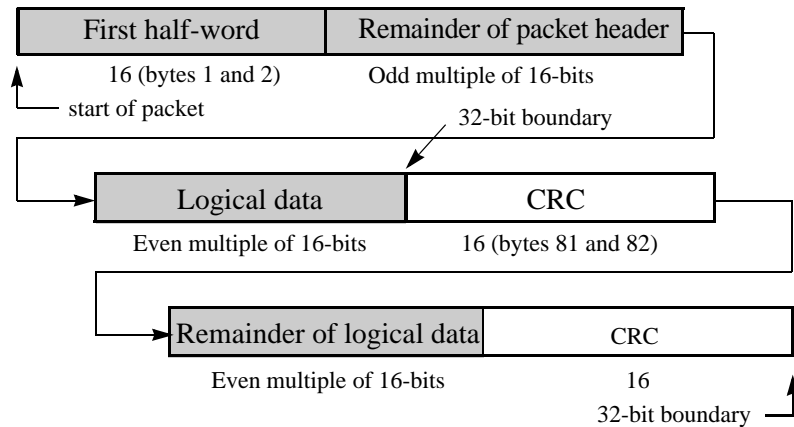 First half-word Remainder of packet header
16 (bytes 1 and 2) Odd multiple of 16-bits
start of packet
32-bit boundary
Logical data CRC
Even multiple of 16-bits 16 (bytes 81 and 82)
Remainder of logical data CRC
Even multiple of 16-bits 16
32-bit boundary